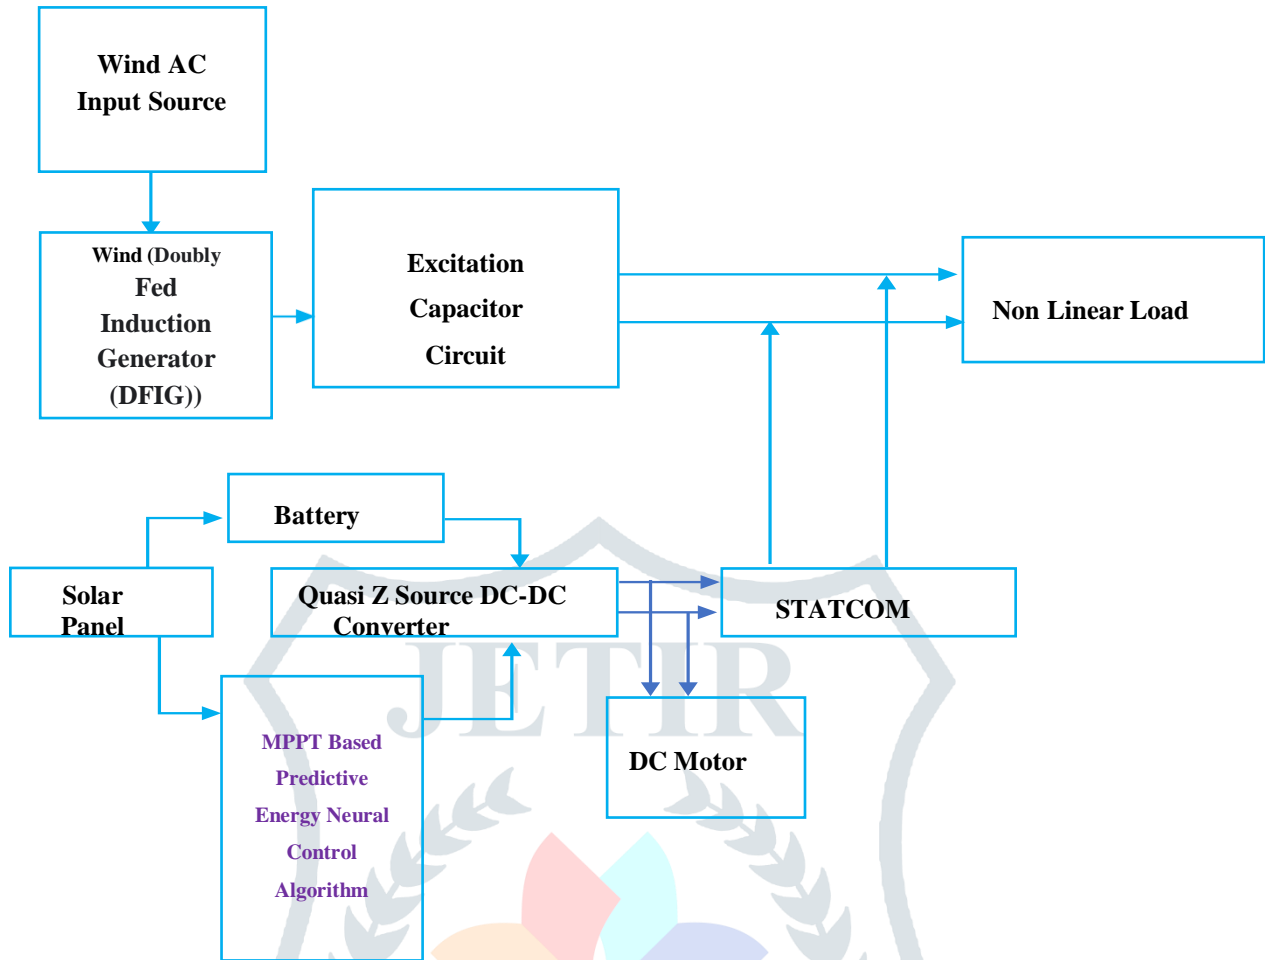 Wind AC
Input Source
Wind (Doubly
Fed
Induction
Generator
(DFIG))
Excitation
Capacitor
Circuit
Non Linear Load
Battery
Solar
Panel
Quasi Z Source DC-DC
Converter
STATCOM
JETIR
MPPT Based
Predictive
Energy Neural
Control
Algorithm
DC Motor